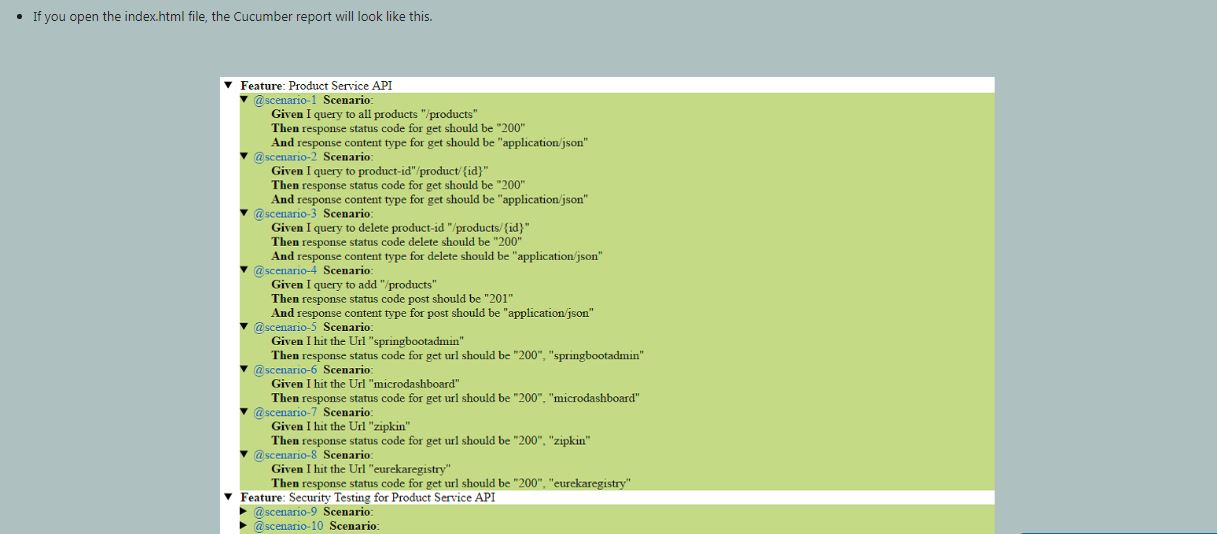 If you open the index.html file, the Cucumber report will look like this.
Feature: Product Service API
@scenario-1 Scenario:
Given I query to all products "/products"
Then response status code for get should be "200"
And response content type for get should be "application/json"
@scenario-2 Scenario:
Given I query to product-id"/product/{id}"
Then response status code for get should be "200"
And response content type for get should be "application/json"
@scenario-3 Scenario:
Given I query to delete product-id "/products/{id}"
Then response status code delete should be "200"
And response content type for delete should be "application/json"
@scenario-4 Scenario:
Given I query to add "/products"
Then response status code post should be "201"
And response content type for post should be "application/json"
@scenario-5 Scenario:
Given I hit the Url "springbootadmin"
Then response status code for get url should be "200", "springbootadmin"
@scenario-6 Scenario:
Given I hit the Url "microdashboard"
Then response status code for get url should be "200", "microdashboard"
@scenario-7 Scenario:
Given I hit the Url "zipkin"
Then response status code for get url should be "200", "zipkin"
@scenario-8 Scenario:
Given I hit the Url "eurekaregistry"
Then response status code for get url should be "200", "eurekaregistry"
Feature: Security Testing for Product Service API
@scenario-9 Scenario:
@scenario-10 Scenario: